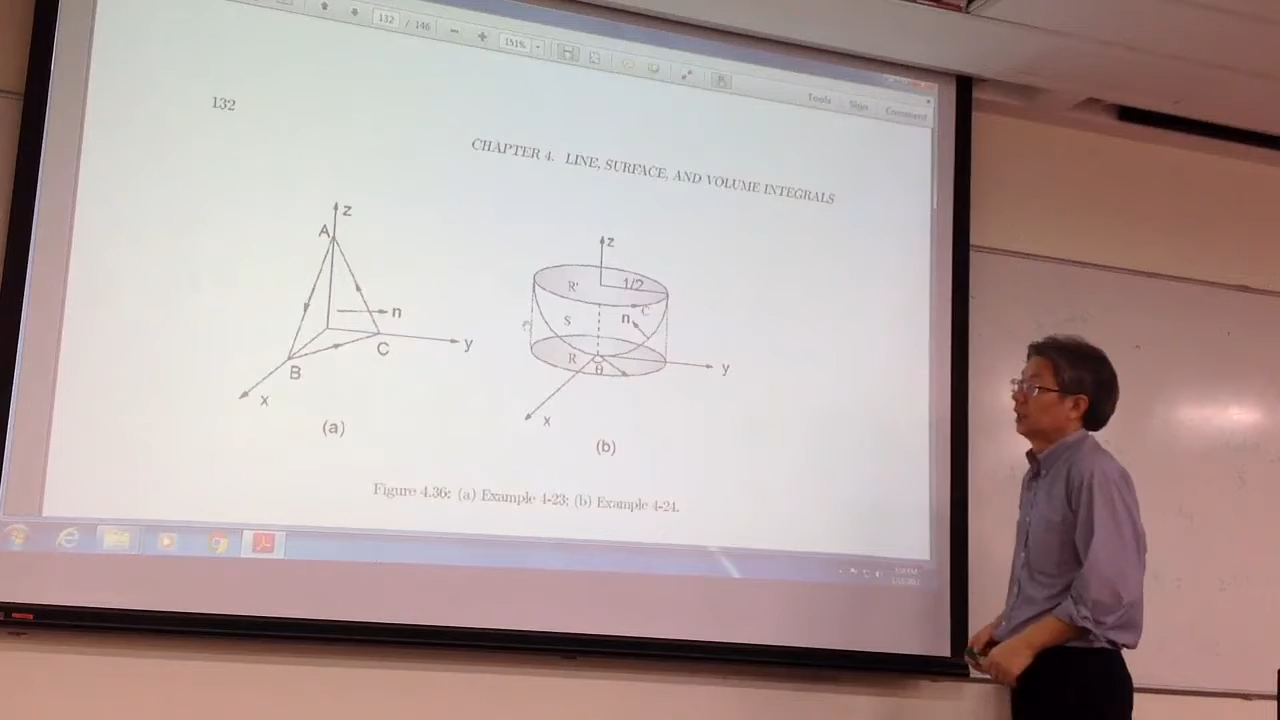 132 / 146
151%
Tools Sign Comment
132
CHAPTER 4. LINE, SURFACE, AND VOLUME INTEGRALS
z
A
n
y
C
B
x
(a)
z
R'
1/2
C
S
n
R
θ
y
x
(b)
Figure 4.36: (a) Example 4-23; (b) Example 4-24.